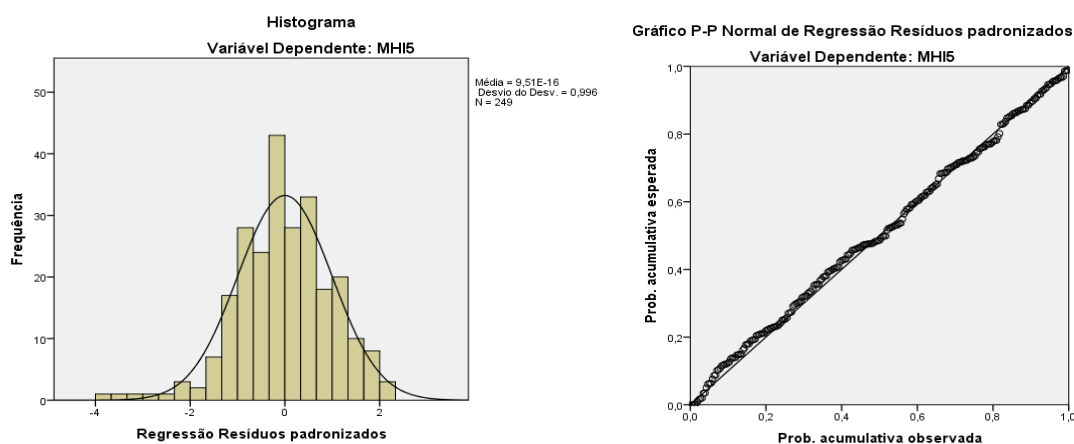 Histograma
Variável Dependente: MHI5
Média = 9,51E-16
Desvio do Desv. = 0,996
N = 249
50
40
30
20
10
0
-4
-2
0
2
Frequência
Regressão Resíduos padronizados
Gráfico P-P Normal de Regressão Resíduos padronizados
Variável Dependente: MHI5
1,0
0,8
0,6
0,4
0,2
0,0
0,0
0,2
0,4
0,6
0,8
1,0
Prob. acumulativa esperada
Prob. acumulativa observada